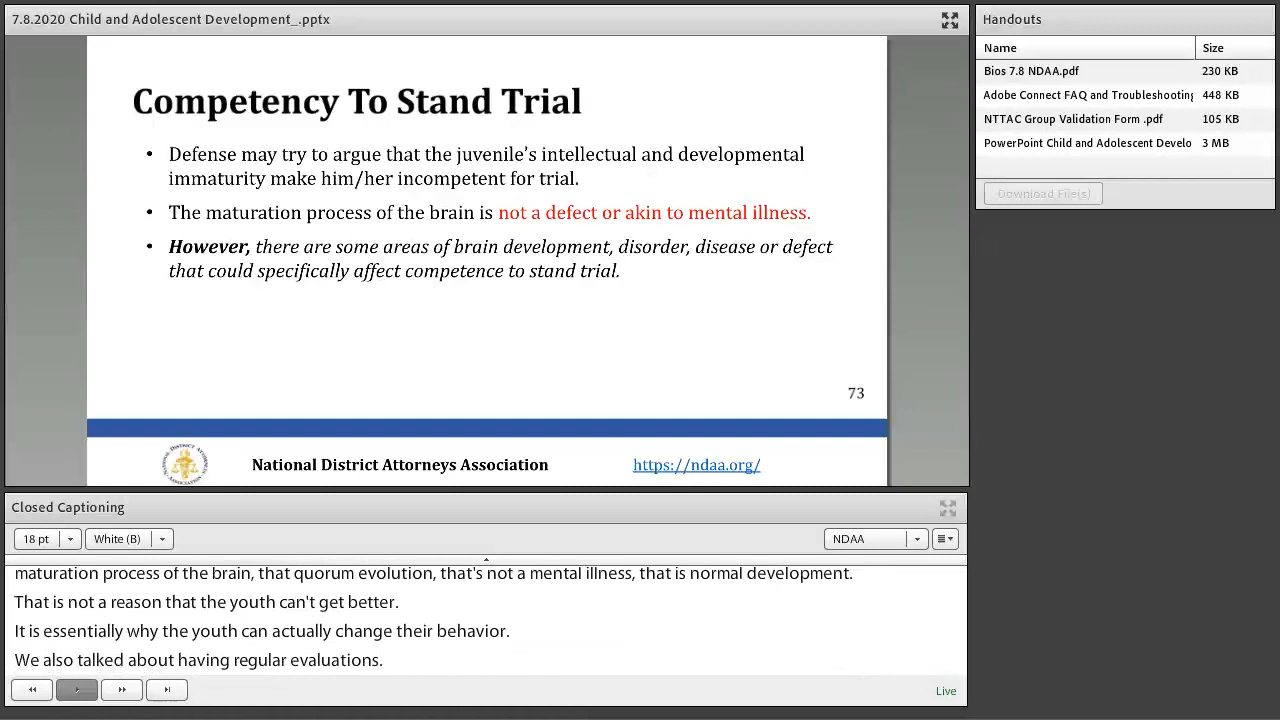 7.8.2020 Child and Adolescent Development_.pptx
Competency To Stand Trial
• Defense may try to argue that the juvenile's intellectual and developmental
immaturity make him/her incompetent for trial.
• The maturation process of the brain is not a defect or akin to mental illness.
• However, there are some areas of brain development, disorder, disease or defect
that could specifically affect competence to stand trial.
73
NATIONAL DISTRICT ATTORNEYS ASSOCIATION
National District Attorneys Association
https://ndaa.org/
Handouts
Name Size
Bios 7.8 NDAA.pdf 230 KB
Adobe Connect FAQ and Troubleshooting 448 KB
NTTAC Group Validation Form .pdf 105 KB
PowerPoint Child and Adolescent Develo 3 MB
Download File(s)
Closed Captioning
18 pt White (B) NDAA
maturation process of the brain, that quorum evolution, that's not a mental illness, that is normal development.
That is not a reason that the youth can't get better.
It is essentially why the youth can actually change their behavior.
We also talked about having regular evaluations.
Live